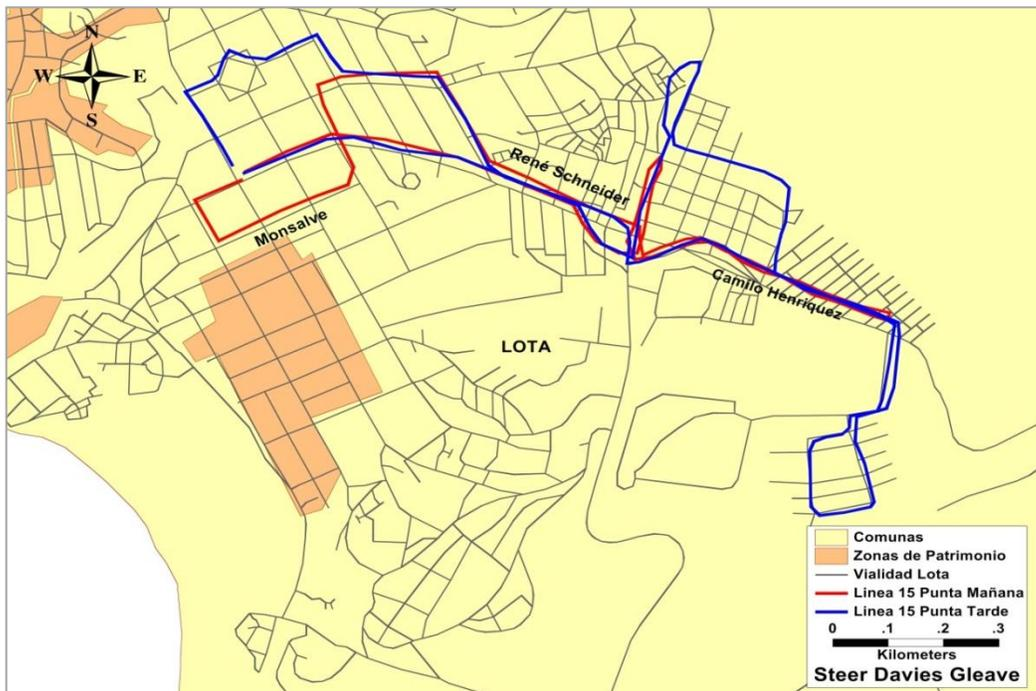 N
W E
S
René Schneider
Monsalve
Camilo Henriquez
LOTA
Comunas
Zonas de Patrimonio
Vialidad Lota
Linea 15 Punta Mañana
Linea 15 Punta Tarde
0 .1 .2 .3
Kilometers
Steer Davies Gleave